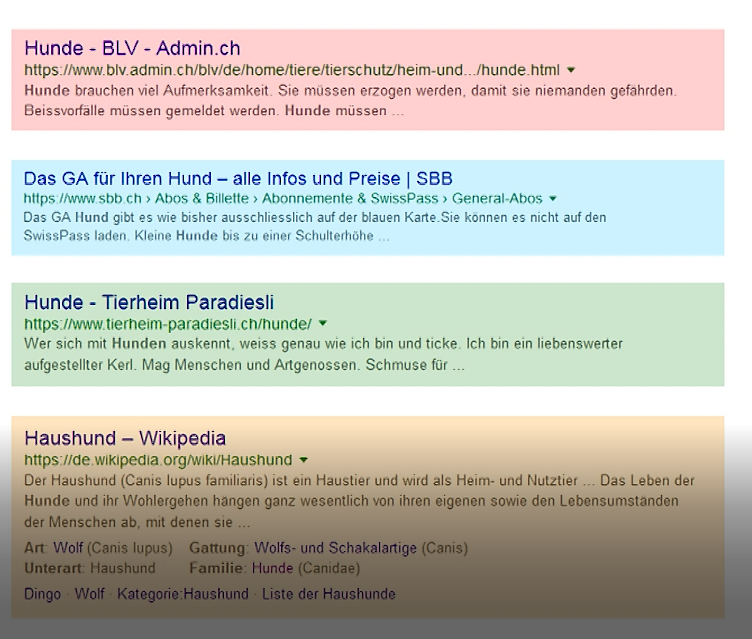 Hunde - BLV - Admin.ch
https://www.blv.admin.ch/blv/de/home/tiere/tierschutz/heim-und.../hunde.html
Hunde brauchen viel Aufmerksamkeit. Sie müssen erzogen werden, damit sie niemanden gefährden.
Beissvorfälle müssen gemeldet werden. Hunde müssen ...
Das GA für Ihren Hund – alle Infos und Preise | SBB
https://www.sbb.ch › Abos & Billette › Abonnemente & SwissPass › General-Abos
Das GA Hund gibt es wie bisher ausschliesslich auf der blauen Karte.Sie können es nicht auf den
SwissPass laden. Kleine Hunde bis zu einer Schulterhöhe ...
Hunde - Tierheim Paradiesli
https://www.tierheim-paradiesli.ch/hunde/
Wer sich mit Hunden auskennt, weiss genau wie ich bin und ticke. Ich bin ein liebenswerter
aufgestellter Kerl. Mag Menschen und Artgenossen. Schmuse für ...
Haushund – Wikipedia
https://de.wikipedia.org/wiki/Haushund
Der Haushund (Canis lupus familiaris) ist ein Haustier und wird als Heim- und Nutztier ... Das Leben der
Hunde und ihr Wohlergehen hängen ganz wesentlich von ihren eigenen sowie den Lebensumständen
der Menschen ab, mit denen sie ...
Art: Wolf (Canis lupus) Gattung: Wolfs- und Schakalartige (Canis)
Unterart: Haushund Familie: Hunde (Canidae)
Dingo · Wolf · Kategorie:Haushund · Liste der Haushunde